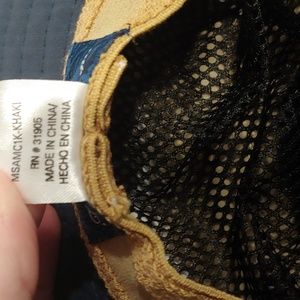 MSAMC1K-KHAKI
RN # 31905
MADE IN CHINA/
HECHO EN CHINA